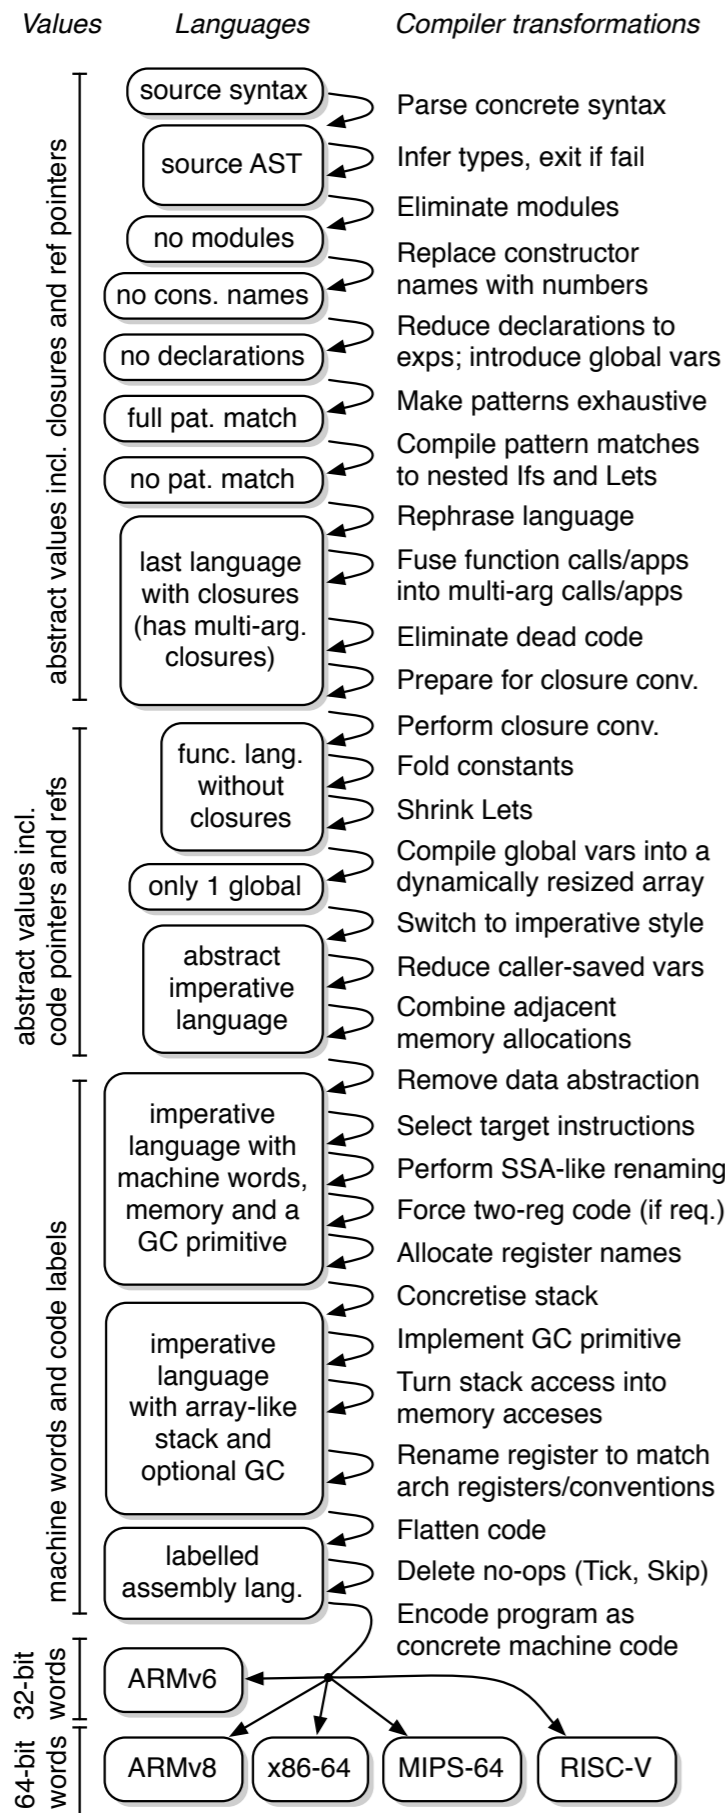 Values Languages Compiler transformations
abstract values incl. closures and ref pointers
source syntax
Parse concrete syntax
source AST
Infer types, exit if fail
Eliminate modules
no modules
Replace constructor
names with numbers
no cons. names
Reduce declarations to
exps; introduce global vars
no declarations
Make patterns exhaustive
full pat. match
Compile pattern matches
to nested Ifs and Lets
no pat. match
Rephrase language
last language
with closures
(has multi-arg.
closures)
Fuse function calls/apps
into multi-arg calls/apps
Eliminate dead code
Prepare for closure conv.
abstract values incl.
code pointers and refs
Perform closure conv.
func. lang.
without
closures
Fold constants
Shrink Lets
Compile global vars into a
dynamically resized array
only 1 global
Switch to imperative style
abstract
imperative
language
Reduce caller-saved vars
Combine adjacent
memory allocations
machine words and code labels
Remove data abstraction
imperative
language with
machine words,
memory and a
GC primitive
Select target instructions
Perform SSA-like renaming
Force two-reg code (if req.)
Allocate register names
Concretise stack
imperative
language
with array-like
stack and
optional GC
Implement GC primitive
Turn stack access into
memory acceses
Rename register to match
arch registers/conventions
Flatten code
labelled
assembly lang.
Delete no-ops (Tick, Skip)
Encode program as
concrete machine code
32-bit
words
ARMv6
64-bit
words
ARMv8 x86-64 MIPS-64 RISC-V